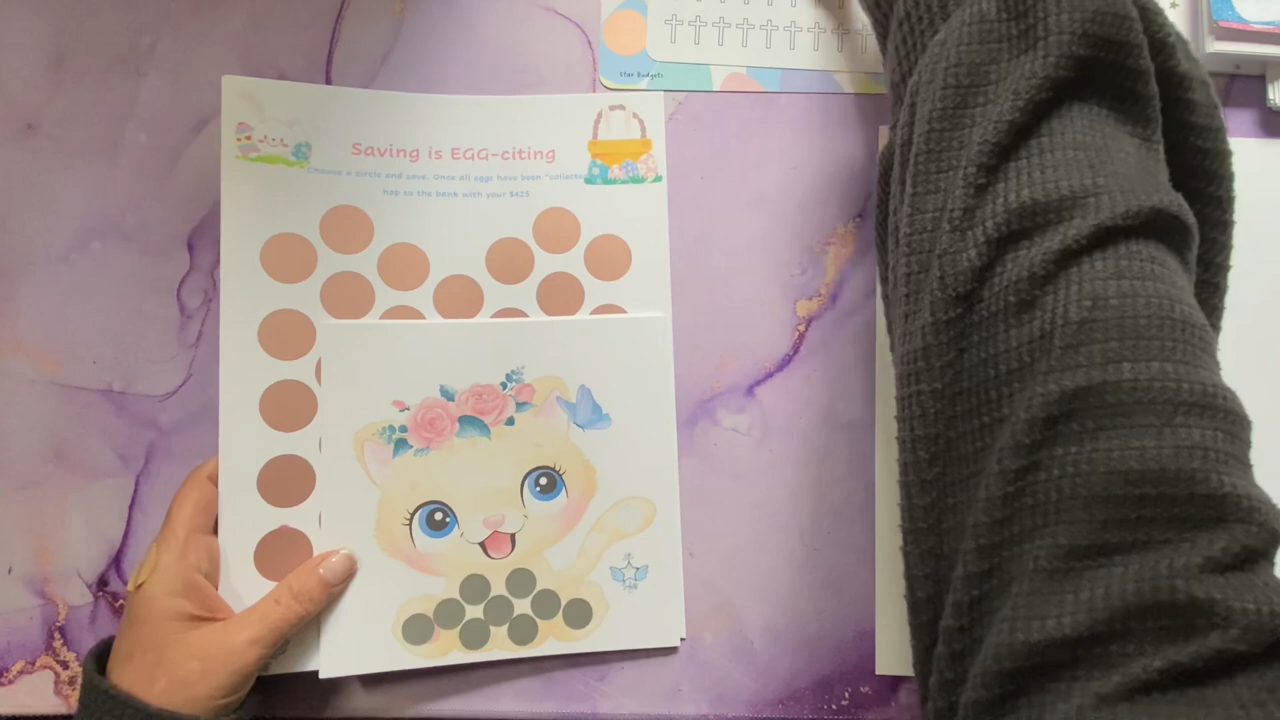 Star Budgets
Saving is EGG-citing
Choose a circle and save. Once all eggs have been "collected
hop to the bank with your $425